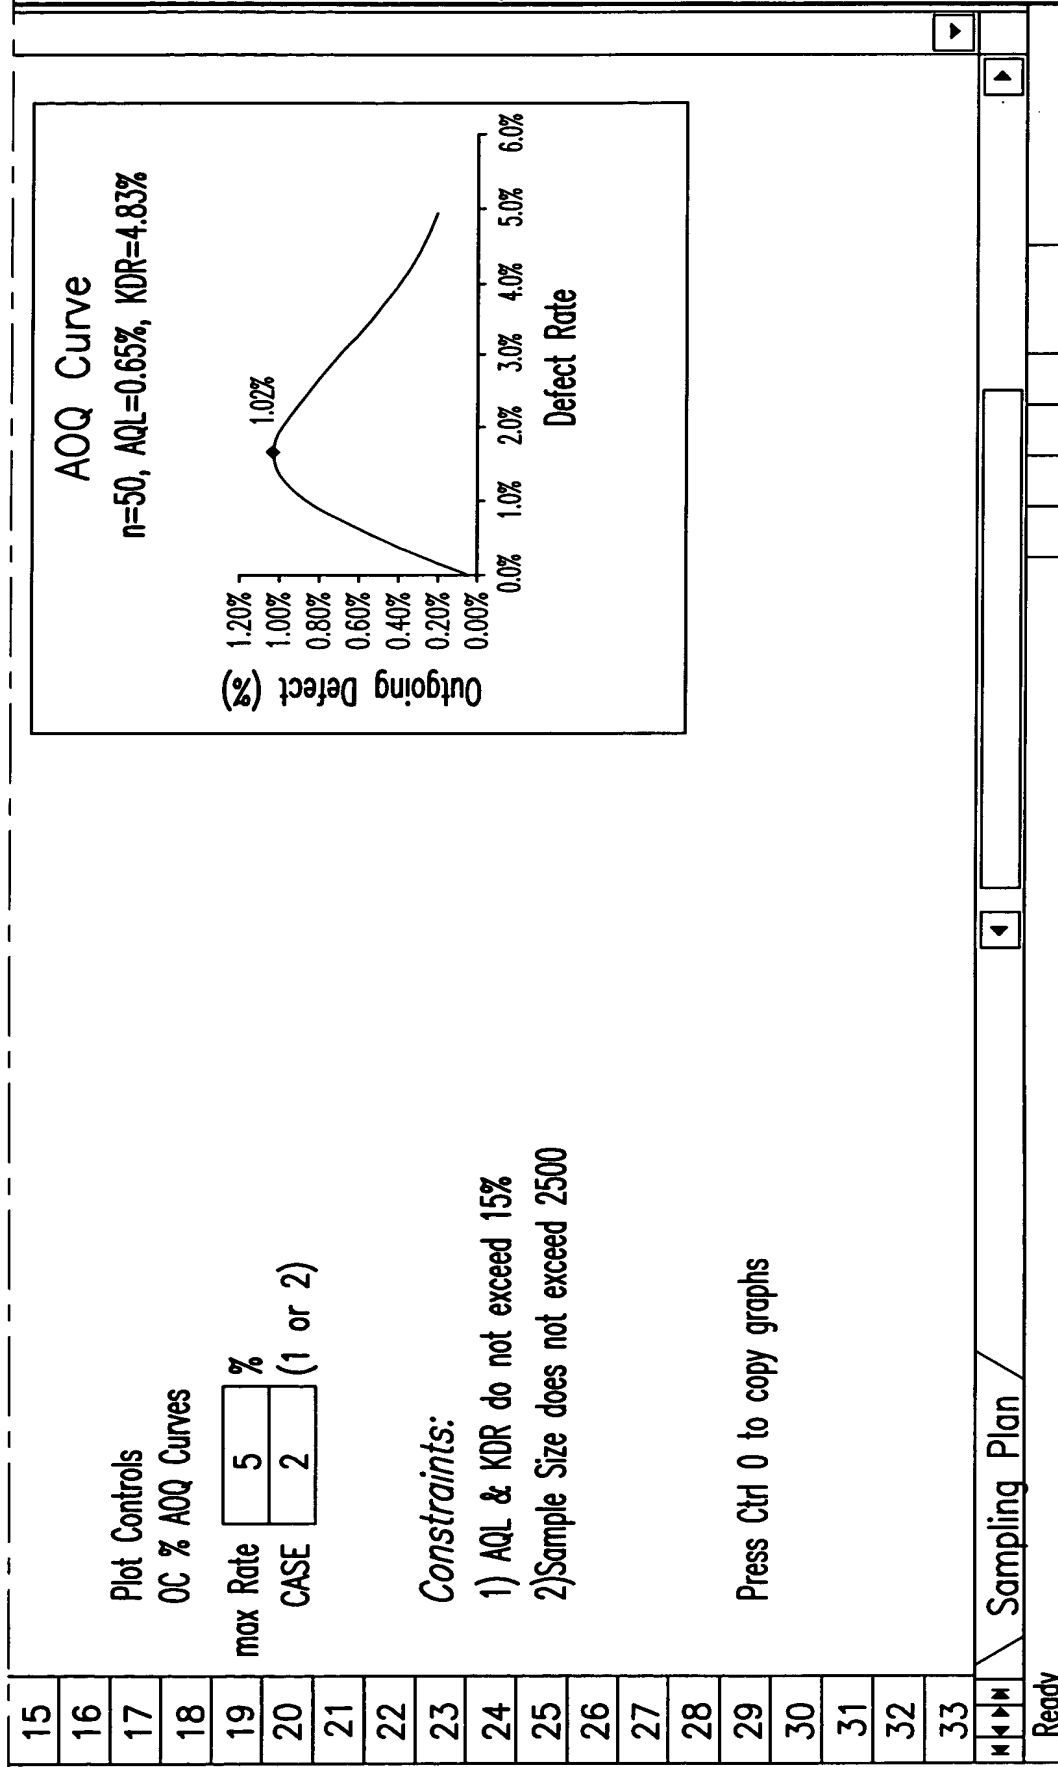 15
16
17
18
19
20
21
22
23
24
25
26
27
28
29
30
31
32
33
Plot Controls
OC % AOQ Curves
max Rate 5 %
CASE 2 (1 or 2)
Constraints:
1) AQL & KDR do not exceed 15%
2)Sample Size does not exceed 2500
Press Ctrl 0 to copy graphs
AOQ Curve
n=50, AQL=0.65%, KDR=4.83%
Outgoing Defect (%)
1.20%
1.00%
0.80%
0.60%
0.40%
0.20%
0.00%
1.02%
0.0% 1.0% 2.0% 3.0% 4.0% 5.0% 6.0%
Defect Rate
Sampling Plan
Ready